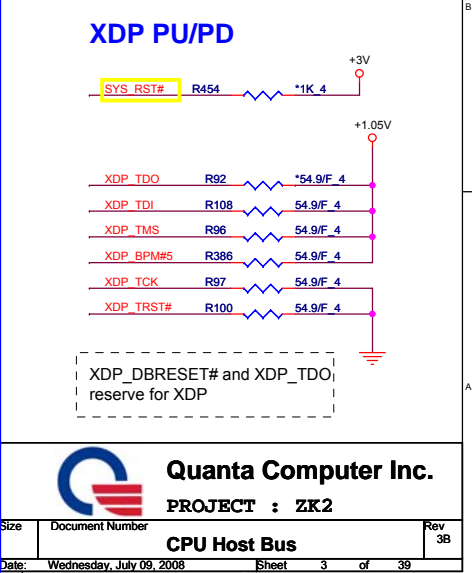 B
XDP PU/PD
+3V
SYS_RST# R454 *1K_4
+1.05V
XDP_TDO R92 *54.9/F_4
XDP_TDI R108 54.9/F_4
XDP_TMS R96 54.9/F_4
XDP_BPM#5 R386 54.9/F_4
XDP_TCK R97 54.9/F_4
XDP_TRST# R100 54.9/F_4
XDP_DBRESET# and XDP_TDO
reserve for XDP
A
Quanta Computer Inc.
PROJECT : ZK2
Size Document Number Rev
CPU Host Bus 3B
Date: Wednesday, July 09, 2008 Sheet 3 of 39